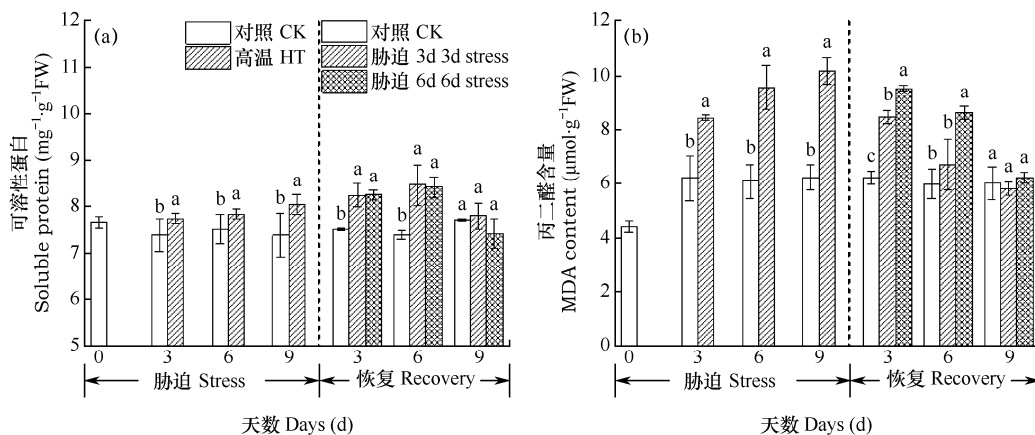 (a)
对照 CK
高温 HT
对照 CK
胁迫 3d 3d stress
胁迫 6d 6d stress
可溶性蛋白
Soluble protein (mg⁻¹·g⁻¹FW)
12
11
10
9
8
7
6
5
b a b a b a b a a b a a a a a
0 3 6 9 3 6 9
胁迫 Stress 恢复 Recovery
天数 Days (d)
(b)
丙二醛含量
MDA content (μmol·g⁻¹FW)
12
10
8
6
4
2
0
b a b a b a c b a b b a a a a
0 3 6 9 3 6 9
胁迫 Stress 恢复 Recovery
天数 Days (d)